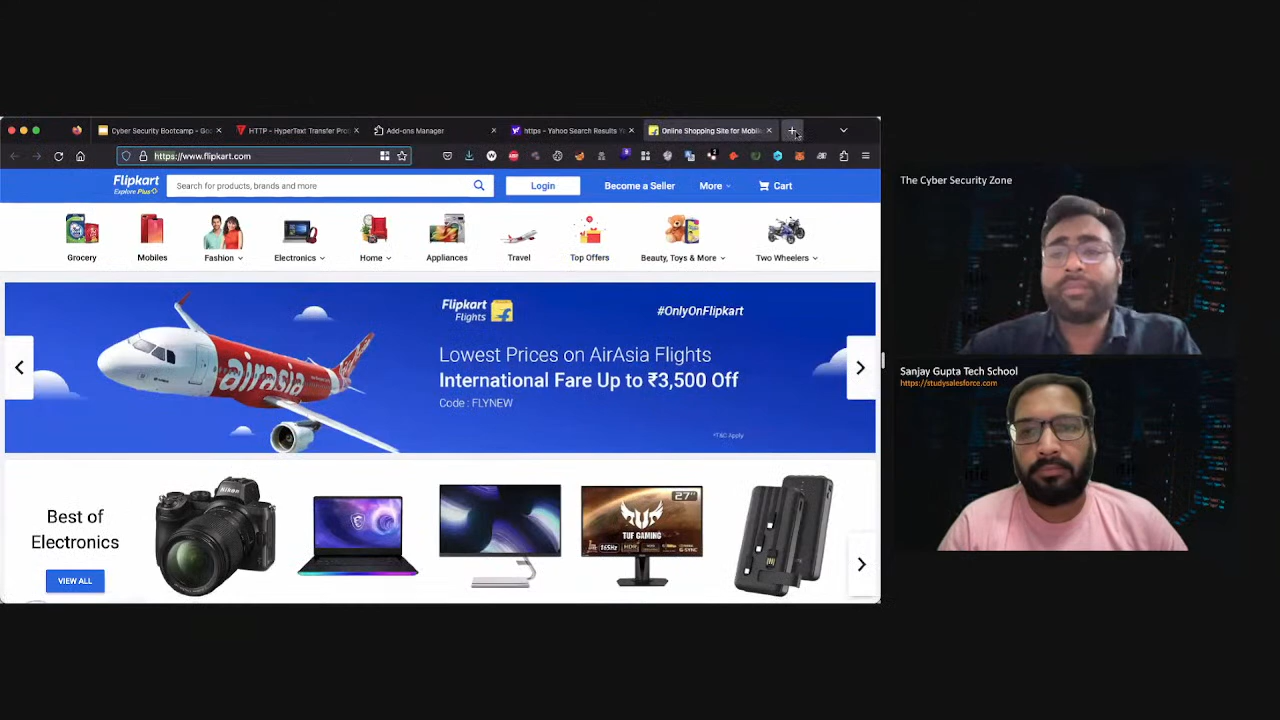 Cyber Security Bootcamp - Goo
HTTP - HyperText Transfer Pro
Add-ons Manager
https - Yahoo Search Results Y
Online Shopping Site for Mobile
https://www.flipkart.com
Flipkart
Explore Plus
Search for products, brands and more
Login
Become a Seller
More
Cart
Grocery
Mobiles
Fashion
Electronics
Home
Appliances
Travel
Top Offers
Beauty, Toys & More
Two Wheelers
Flipkart
Flights
#OnlyOnFlipkart
Lowest Prices on AirAsia Flights
International Fare Up to ₹3,500 Off
Code : FLYNEW
*T&C Apply
airasia
Best of
Electronics
VIEW ALL
Nikon
27"
TUF GAMING
165Hz
The Cyber Security Zone
Sanjay Gupta Tech School
https://studysalesforce.com